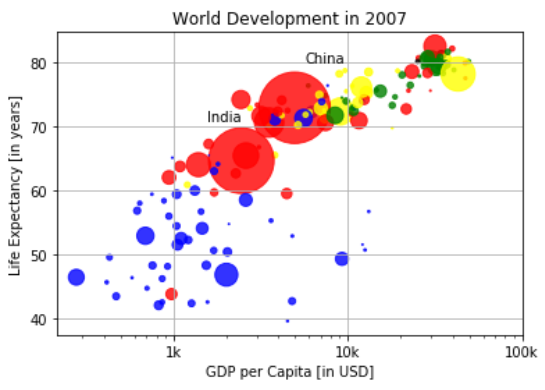 World Development in 2007
Life Expectancy [in years]
80
70
60
50
40
China
India
1k
10k
100k
GDP per Capita [in USD]